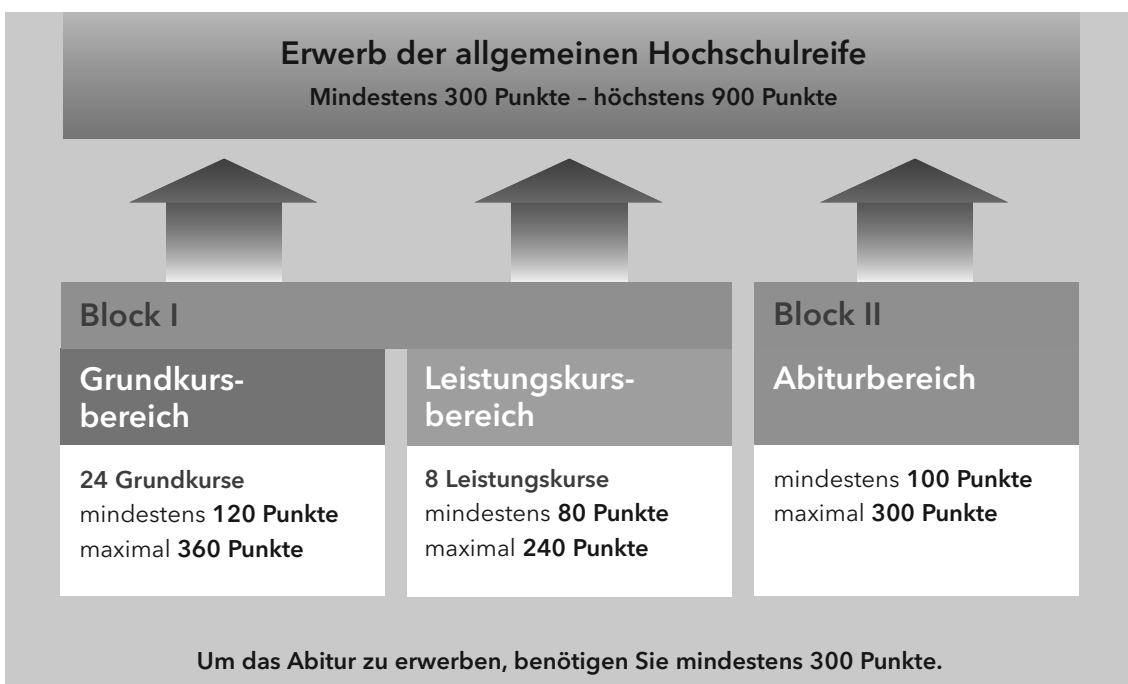 Erwerb der allgemeinen Hochschulreife
Mindestens 300 Punkte – höchstens 900 Punkte
Block I
Grundkurs-
bereich
24 Grundkurse
mindestens 120 Punkte
maximal 360 Punkte
Leistungskurs-
bereich
8 Leistungskurse
mindestens 80 Punkte
maximal 240 Punkte
Block II
Abiturbereich
mindestens 100 Punkte
maximal 300 Punkte
Um das Abitur zu erwerben, benötigen Sie mindestens 300 Punkte.